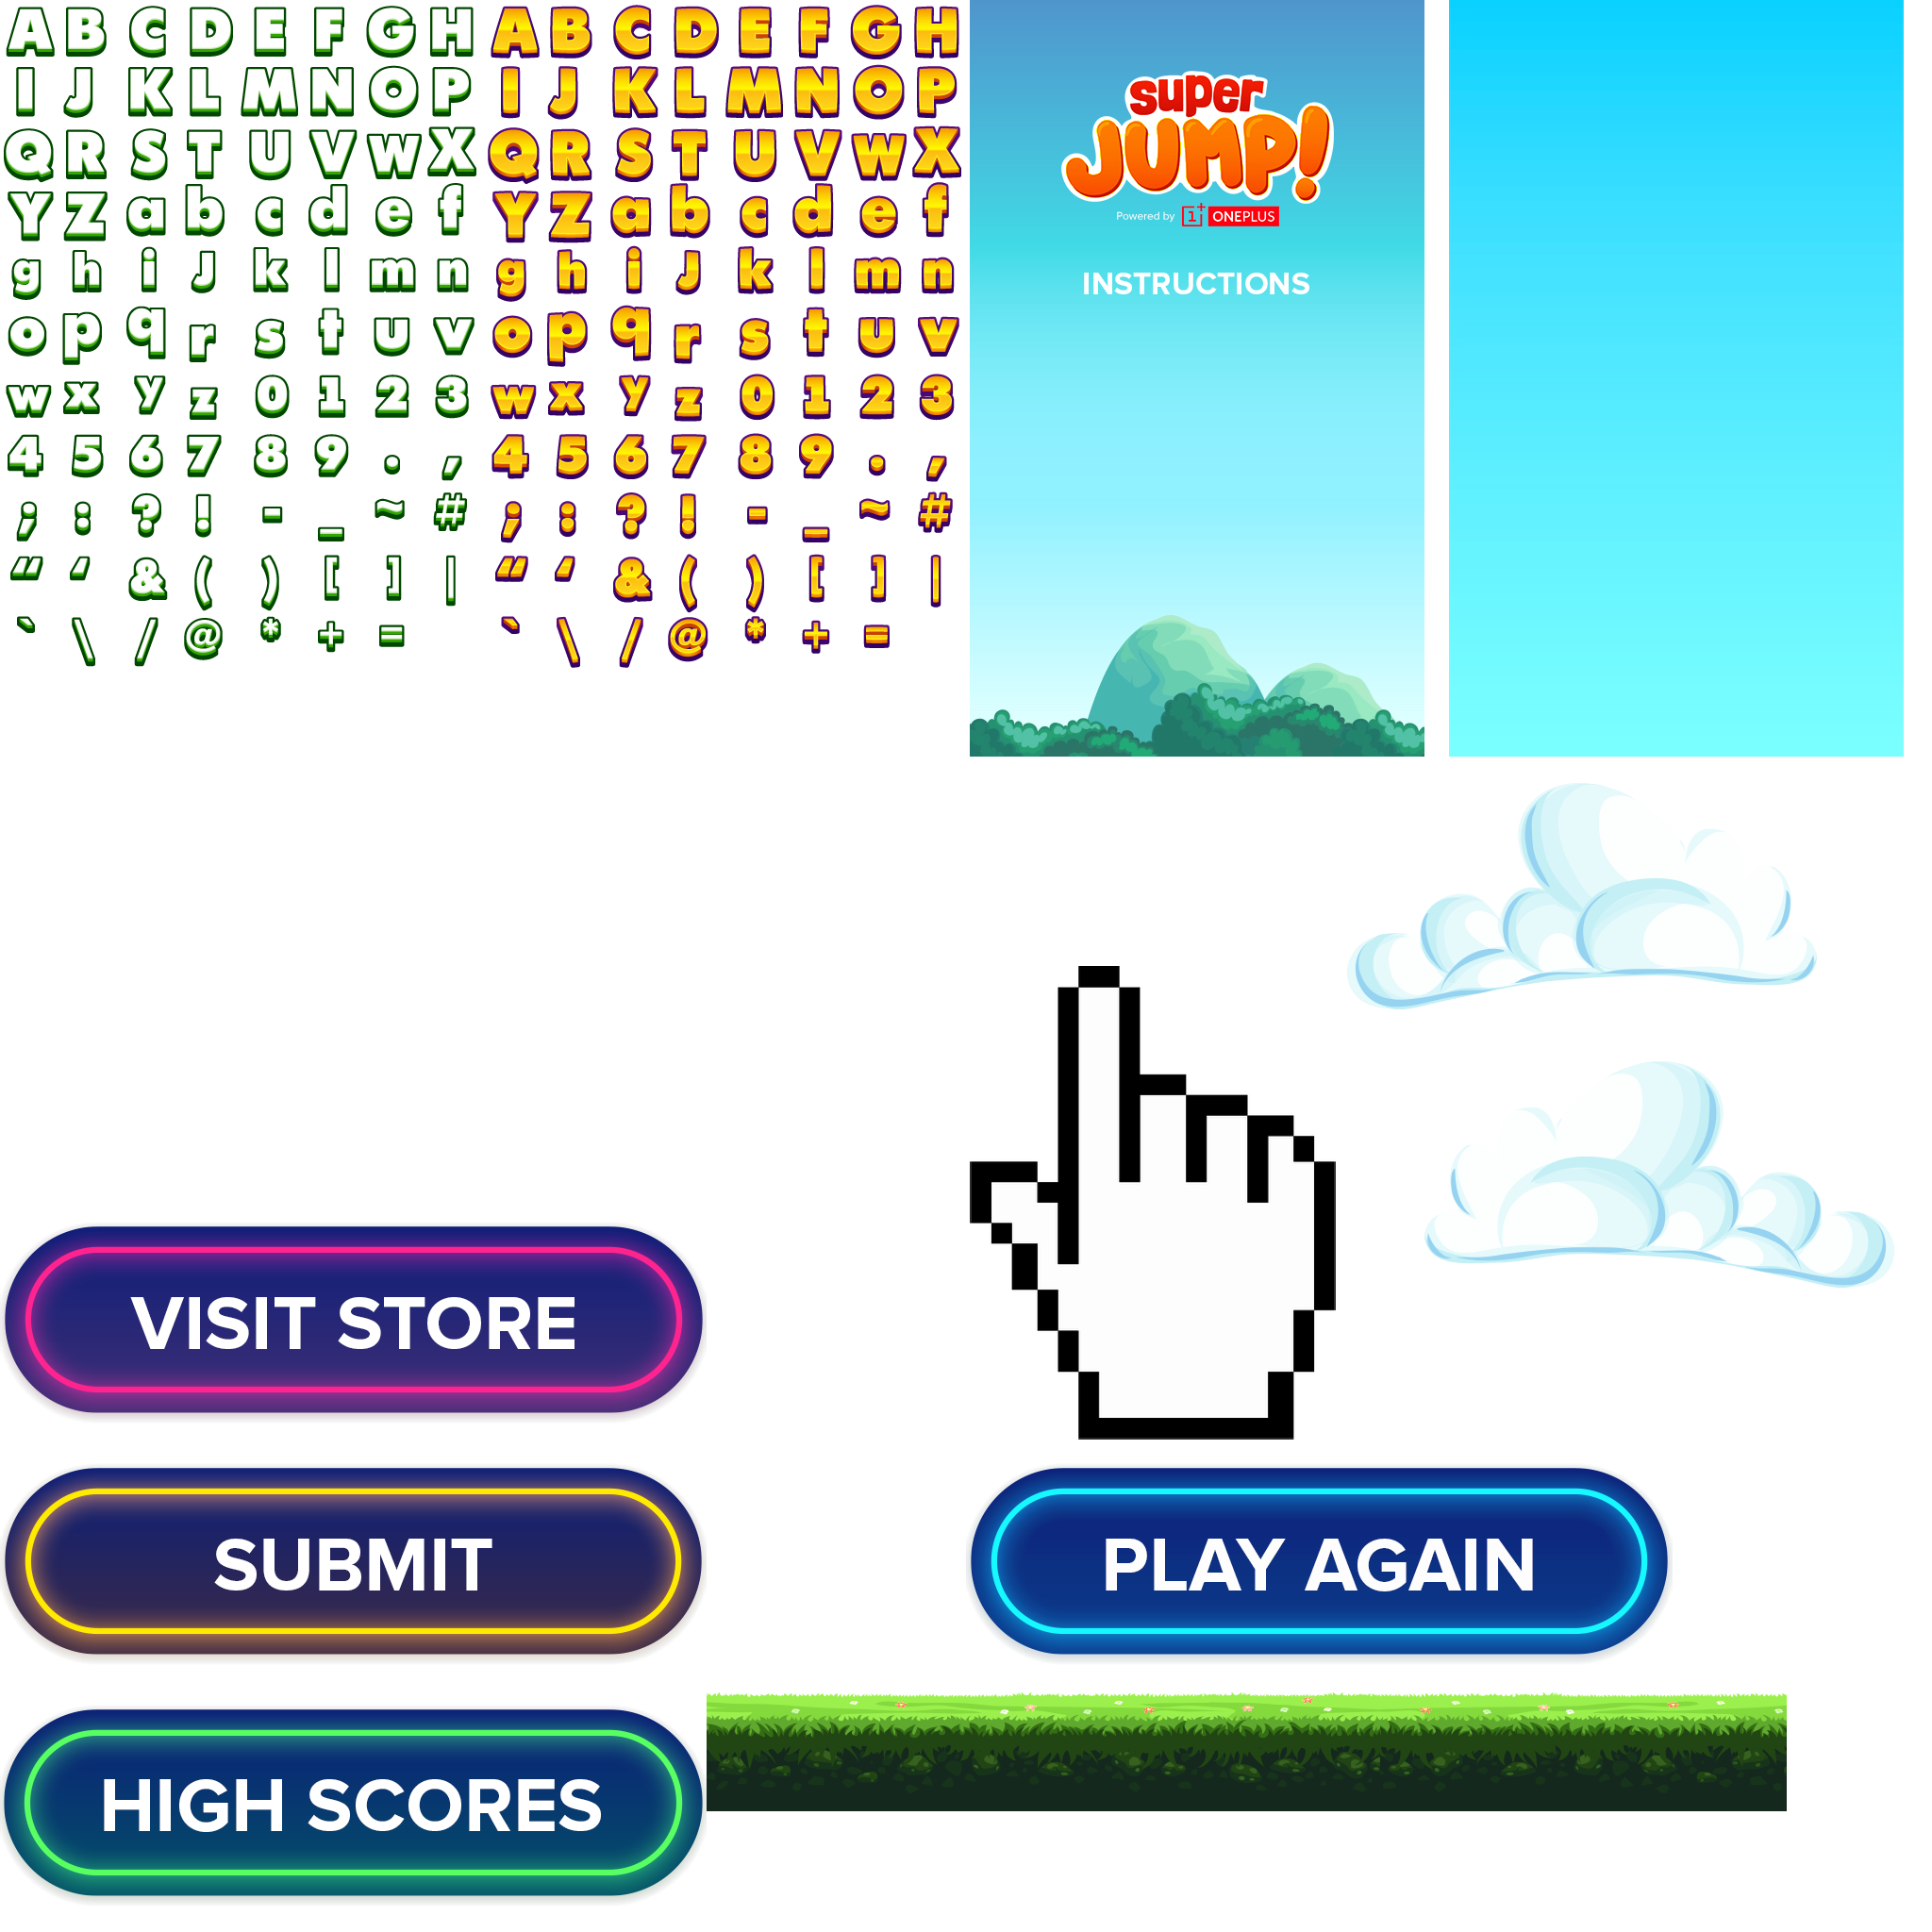 A B C D E F G H
I J K L M N O P
Q R S T U V W X
Y Z a b c d e f
g h i J k l m n
o p q r s t u v
w x y z 0 1 2 3
4 5 6 7 8 9 . ,
; : ? ! - _ ~ #
“ ‘ & ( ) [ ] |
` \ / @ * + =
A B C D E F G H
I J K L M N O P
Q R S T U V W X
Y Z a b c d e f
g h i J k l m n
o p q r s t u v
w x y z 0 1 2 3
4 5 6 7 8 9 . ,
; : ? ! - _ ~ #
“ ‘ & ( ) [ ] |
` \ / @ * + =
super
JUMP!
Powered by 1+ ONEPLUS
INSTRUCTIONS
VISIT STORE
SUBMIT
PLAY AGAIN
HIGH SCORES